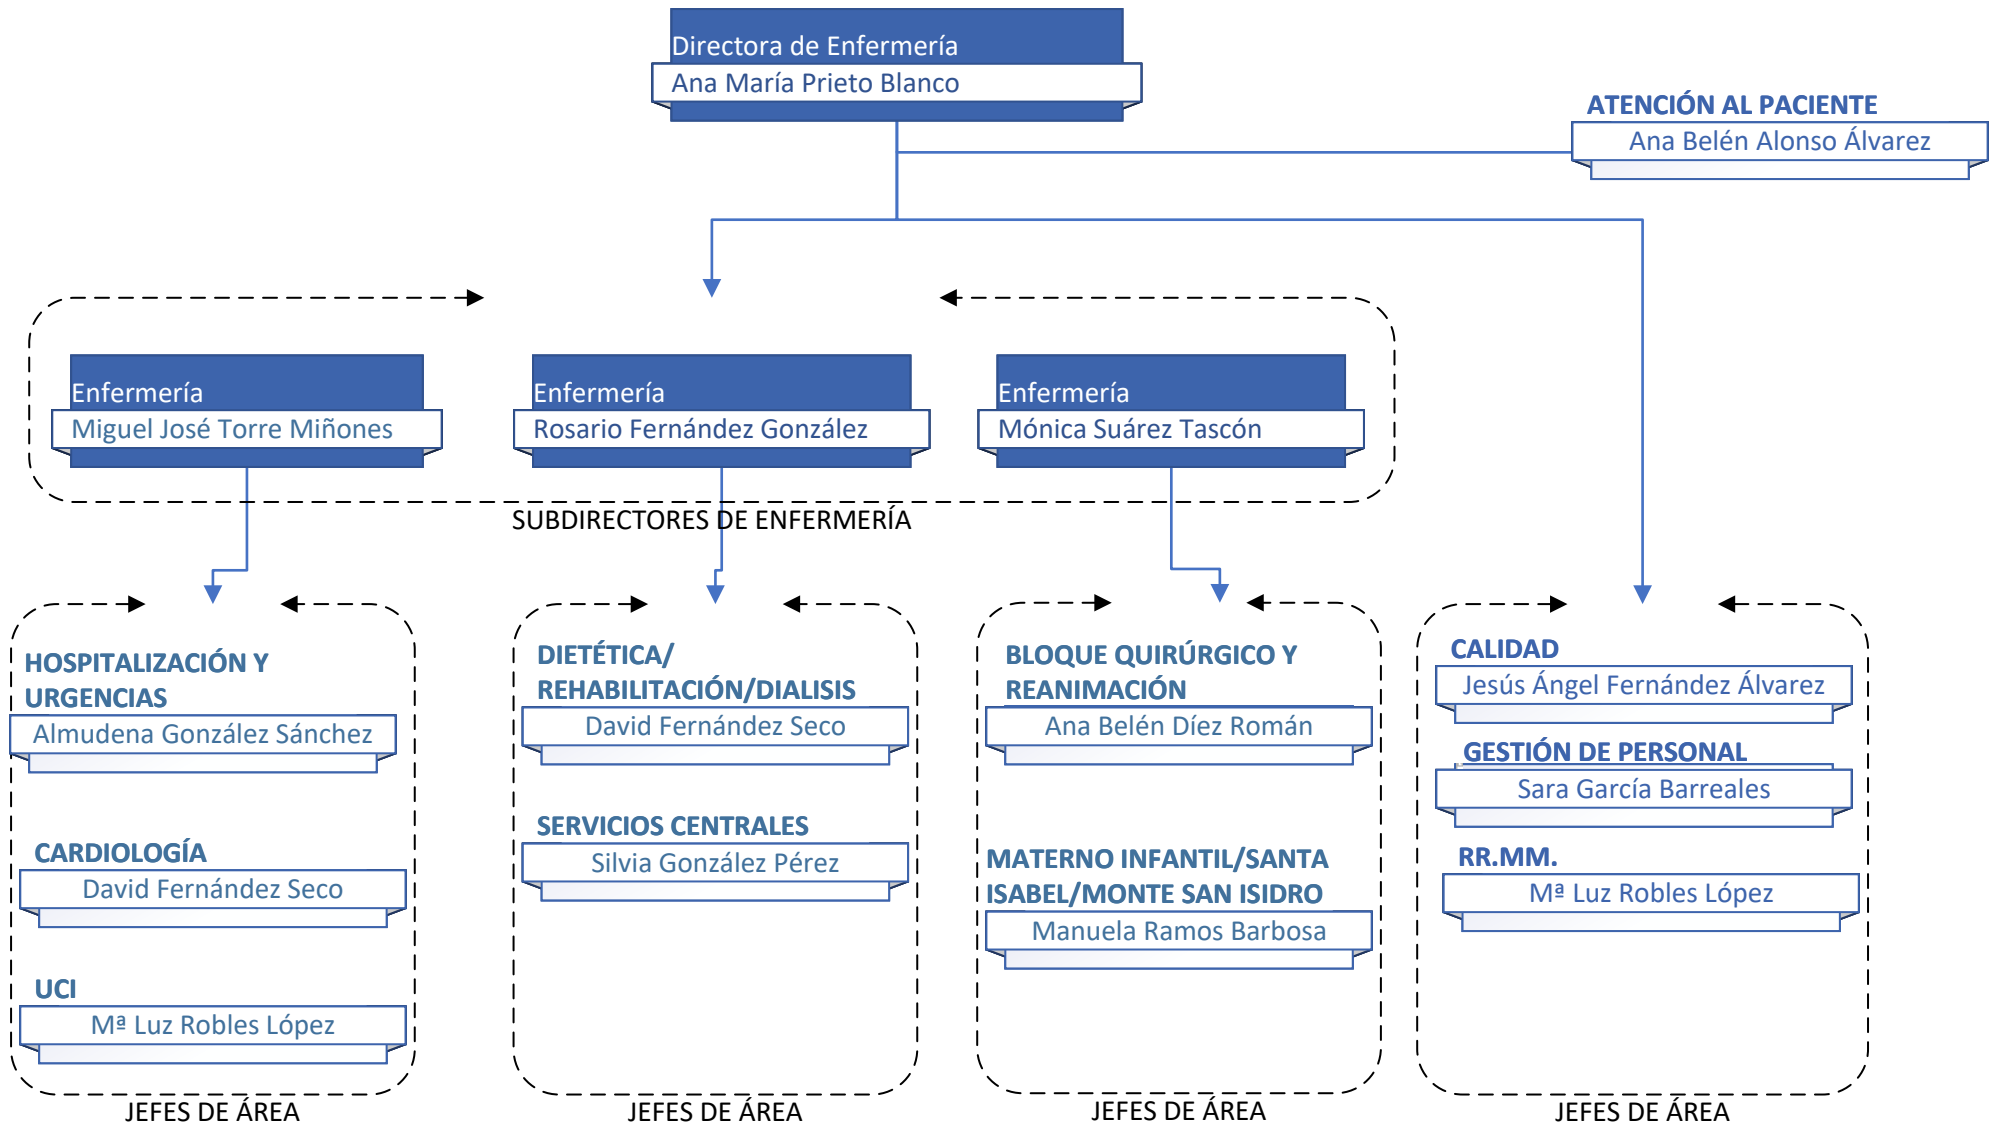 Directora de Enfermería
Ana María Prieto Blanco
ATENCIÓN AL PACIENTE
Ana Belén Alonso Álvarez
Enfermería
Miguel José Torre Miñones
Enfermería
Rosario Fernández González
Enfermería
Mónica Suárez Tascón
SUBDIRECTORES DE ENFERMERÍA
HOSPITALIZACIÓN Y
URGENCIAS
Almudena González Sánchez
CARDIOLOGÍA
David Fernández Seco
UCI
Mª Luz Robles López
JEFES DE ÁREA
DIETÉTICA/
REHABILITACIÓN/DIALISIS
David Fernández Seco
SERVICIOS CENTRALES
Silvia González Pérez
JEFES DE ÁREA
BLOQUE QUIRÚRGICO Y
REANIMACIÓN
Ana Belén Díez Román
MATERNO INFANTIL/SANTA
ISABEL/MONTE SAN ISIDRO
Manuela Ramos Barbosa
JEFES DE ÁREA
CALIDAD
Jesús Ángel Fernández Álvarez
GESTIÓN DE PERSONAL
Sara García Barreales
RR.MM.
Mª Luz Robles López
JEFES DE ÁREA